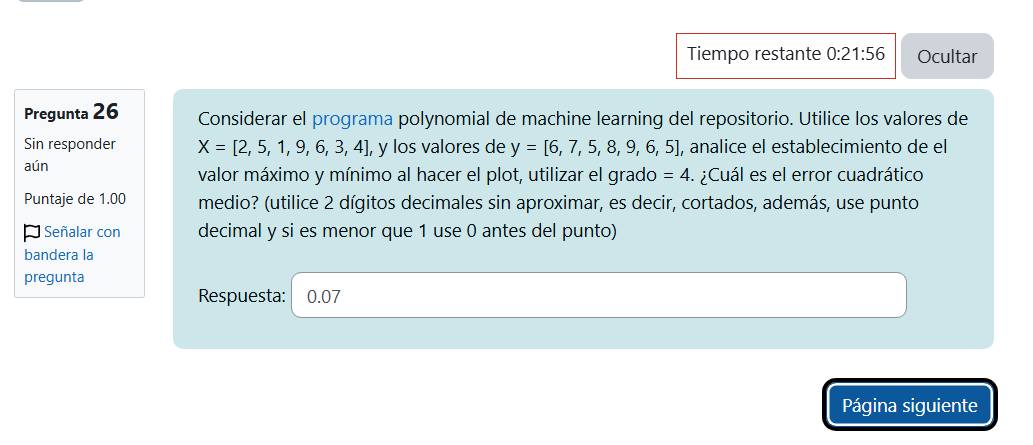 Tiempo restante 0:21:56
Ocultar
Pregunta 26
Sin responder
aún
Puntaje de 1.00
Señalar con
bandera la
pregunta
Considerar el programa polynomial de machine learning del repositorio. Utilice los valores de
X = [2, 5, 1, 9, 6, 3, 4], y los valores de y = [6, 7, 5, 8, 9, 6, 5], analice el establecimiento de el
valor máximo y mínimo al hacer el plot, utilizar el grado = 4. ¿Cuál es el error cuadrático
medio? (utilice 2 dígitos decimales sin aproximar, es decir, cortados, además, use punto
decimal y si es menor que 1 use 0 antes del punto)
Respuesta: 0.07
Página siguiente